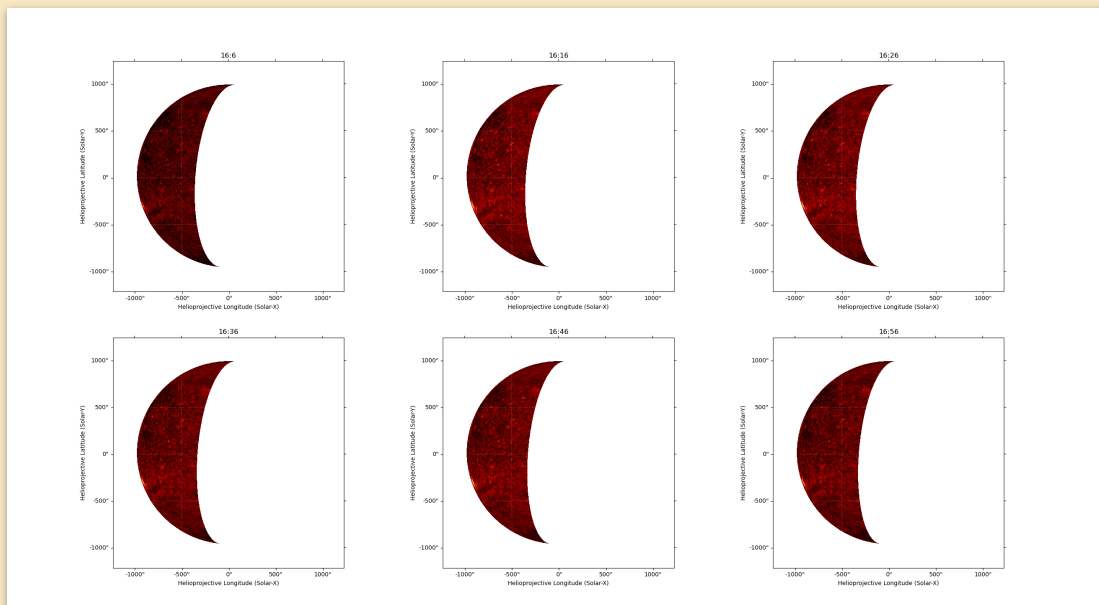 16:6
1000"
500"
0"
-500"
-1000"
Helioprojective Latitude (Solar-Y)
-1000" -500" 0" 500" 1000"
Helioprojective Longitude (Solar-X)
16:16
1000"
500"
0"
-500"
-1000"
Helioprojective Latitude (Solar-Y)
-1000" -500" 0" 500" 1000"
Helioprojective Longitude (Solar-X)
16:26
1000"
500"
0"
-500"
-1000"
Helioprojective Latitude (Solar-Y)
-1000" -500" 0" 500" 1000"
Helioprojective Longitude (Solar-X)
16:36
1000"
500"
0"
-500"
-1000"
Helioprojective Latitude (Solar-Y)
-1000" -500" 0" 500" 1000"
Helioprojective Longitude (Solar-X)
16:46
1000"
500"
0"
-500"
-1000"
Helioprojective Latitude (Solar-Y)
-1000" -500" 0" 500" 1000"
Helioprojective Longitude (Solar-X)
16:56
1000"
500"
0"
-500"
-1000"
Helioprojective Latitude (Solar-Y)
-1000" -500" 0" 500" 1000"
Helioprojective Longitude (Solar-X)